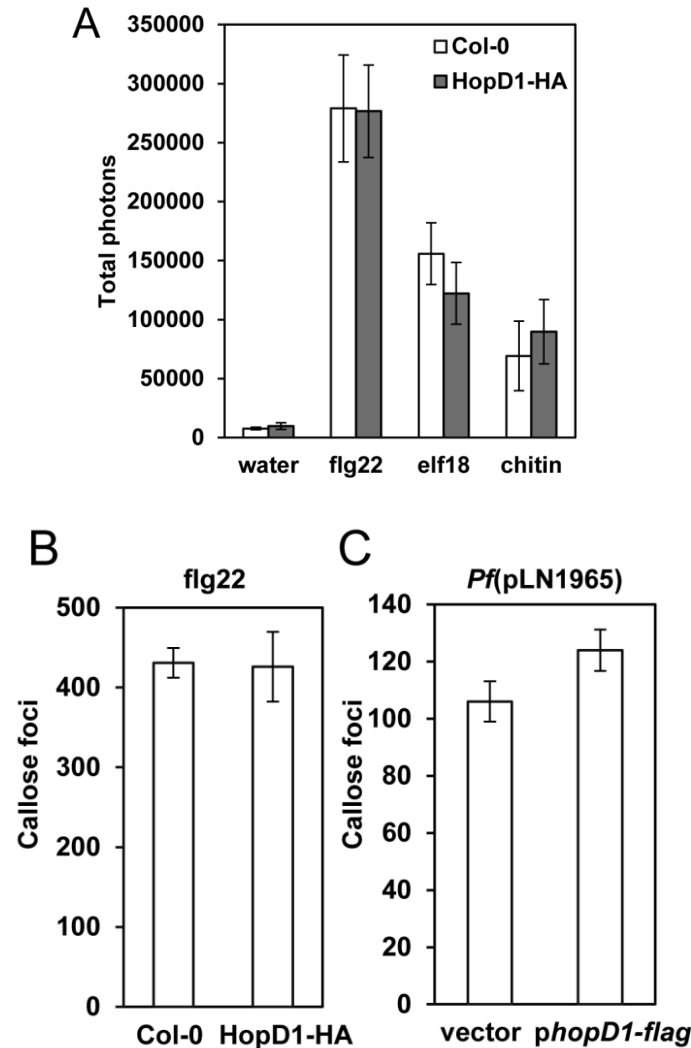 A
350000
300000
250000
200000
150000
100000
50000
0
Total photons
Col-0
HopD1-HA
water flg22 elf18 chitin
B
flg22
500
400
300
200
100
0
Callose foci
Col-0 HopD1-HA
C
Pf(pLN1965)
140
120
100
80
60
40
20
0
Callose foci
vector phopD1-flag